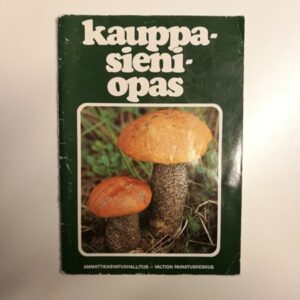 kauppa-
sieni-
opas
AMMATTIKASVATUSHALLITUS – VALTION PAINATUSKESKUS